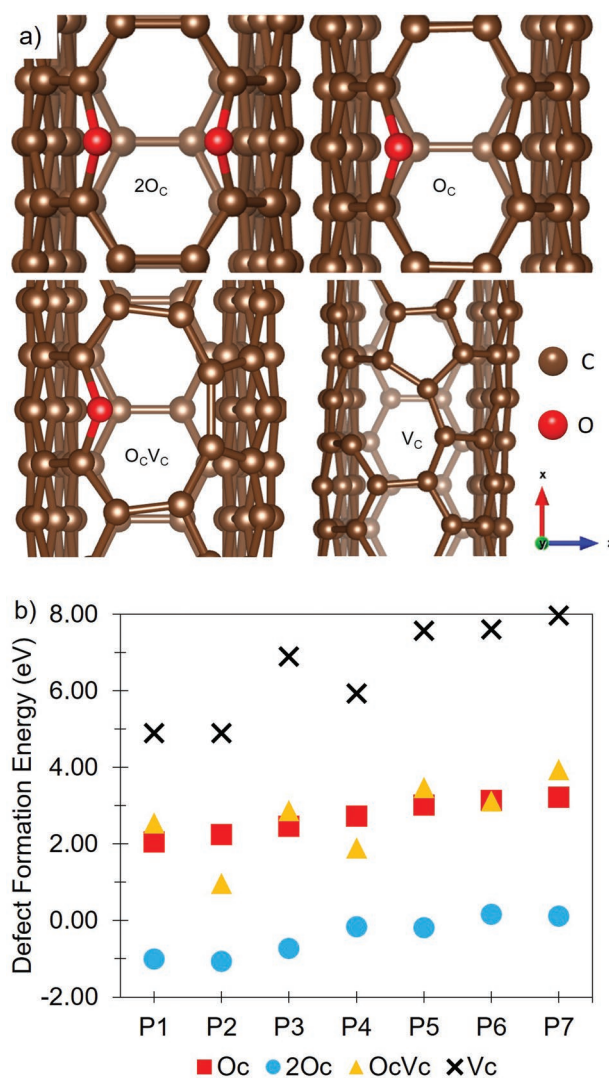 a)
2O_C
O_C
O_CV_C
V_C
C
O
x
y
b)
Defect Formation Energy (eV)
8.00
6.00
4.00
2.00
0.00
-2.00
P1 P2 P3 P4 P5 P6 P7
Oc 2Oc OcVc Vc